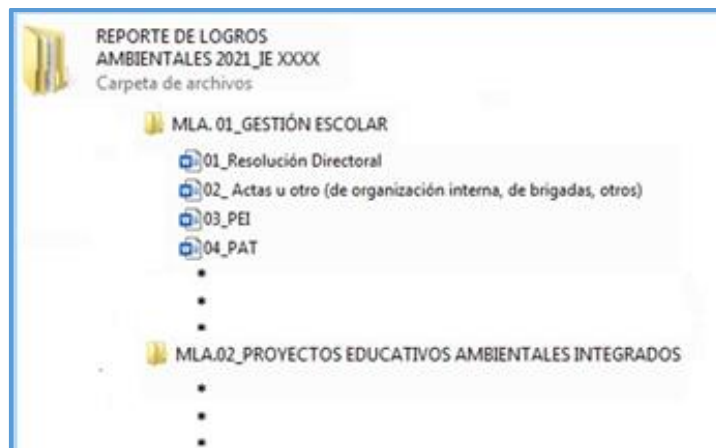 REPORTE DE LOGROS
AMBIENTALES 2021_IE XXXX
Carpeta de archivos
MLA. 01_GESTIÓN ESCOLAR
01_Resolución Directoral
02_ Actas u otro (de organización interna, de brigadas, otros)
03_PEI
04_PAT
MLA.02_PROYECTOS EDUCATIVOS AMBIENTALES INTEGRADOS